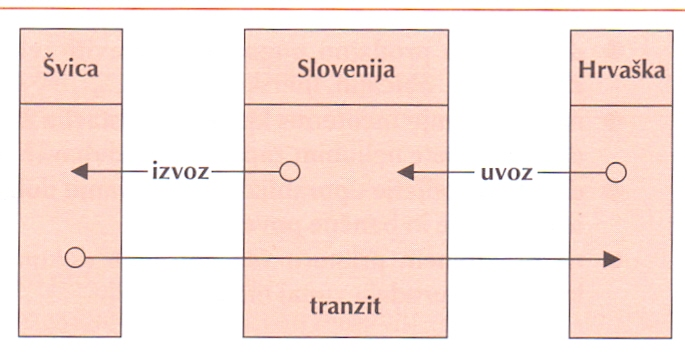 Švica
Slovenija
Hrvaška
izvoz
uvoz
tranzit